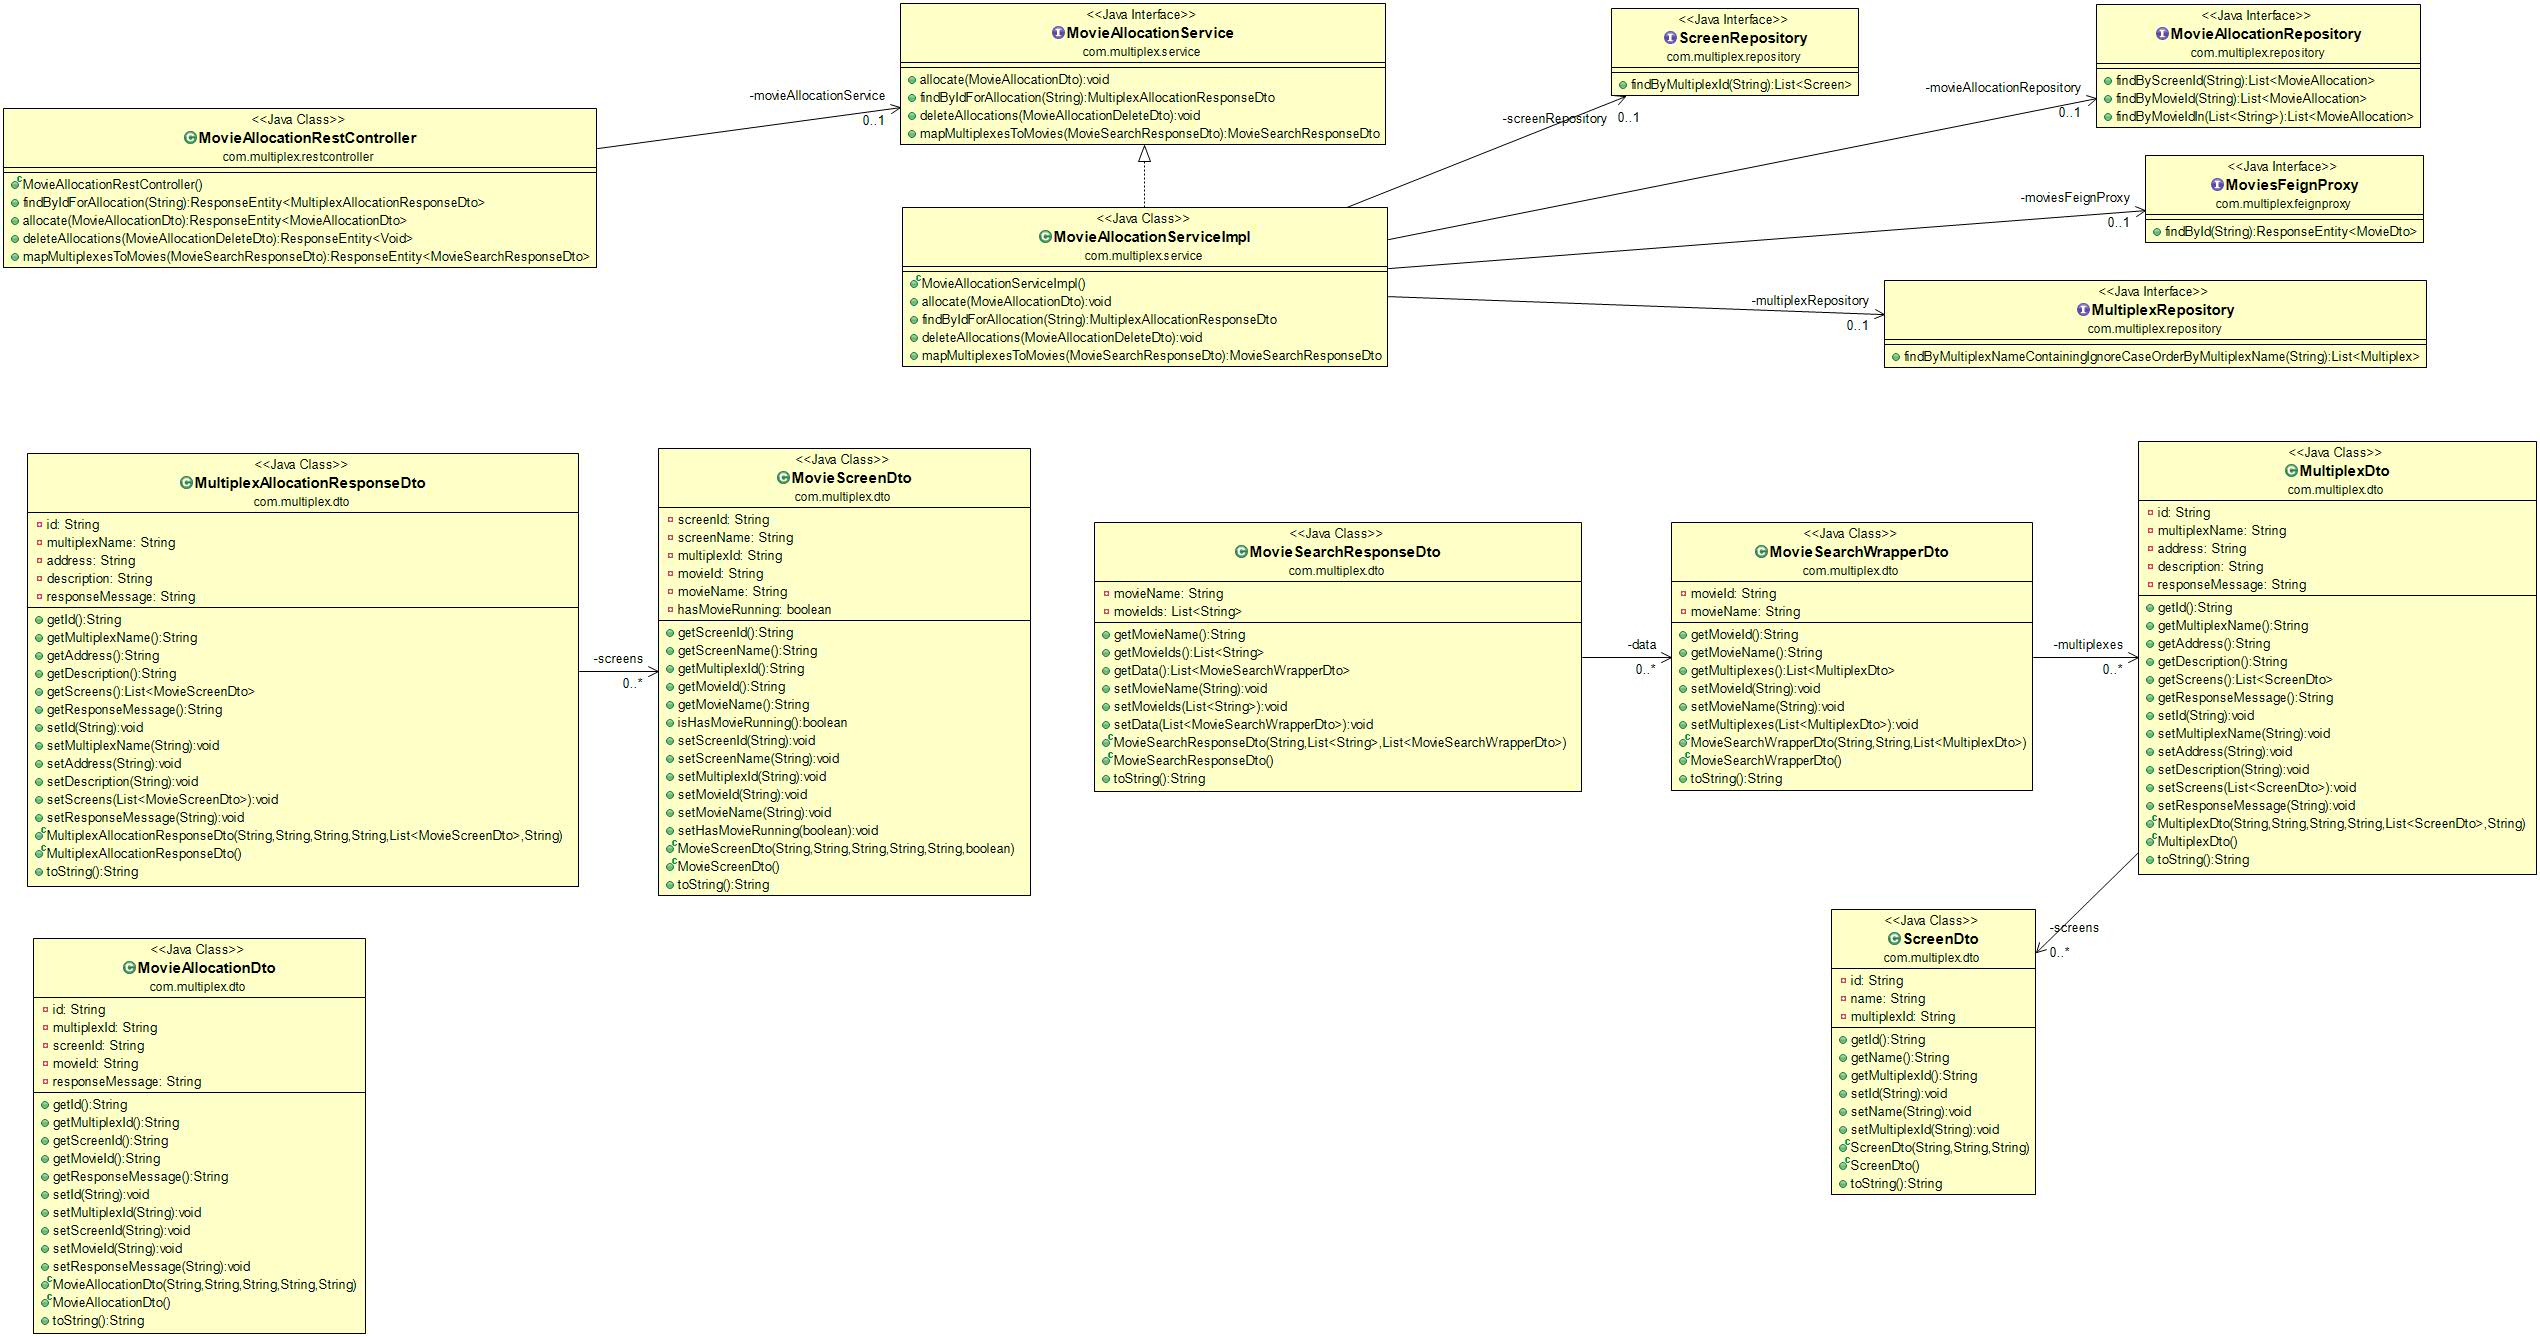 <<Java Class>>
MovieAllocationRestController
com.multiplex.restcontroller
MovieAllocationRestController()
findByIdForAllocation(String):ResponseEntity<MultiplexAllocationResponseDto>
allocate(MovieAllocationDto):ResponseEntity<MovieAllocationDto>
deleteAllocations(MovieAllocationDeleteDto):ResponseEntity<Void>
mapMultiplexesToMovies(MovieSearchResponseDto):ResponseEntity<MovieSearchResponseDto>
-movieAllocationService
0..1
<<Java Interface>>
MovieAllocationService
com.multiplex.service
allocate(MovieAllocationDto):void
findByIdForAllocation(String):MultiplexAllocationResponseDto
deleteAllocations(MovieAllocationDeleteDto):void
mapMultiplexesToMovies(MovieSearchResponseDto):MovieSearchResponseDto
<<Java Class>>
MovieAllocationServiceImpl
com.multiplex.service
MovieAllocationServiceImpl()
allocate(MovieAllocationDto):void
findByIdForAllocation(String):MultiplexAllocationResponseDto
deleteAllocations(MovieAllocationDeleteDto):void
mapMultiplexesToMovies(MovieSearchResponseDto):MovieSearchResponseDto
-screenRepository
0..1
<<Java Interface>>
ScreenRepository
com.multiplex.repository
findByMultiplexId(String):List<Screen>
-movieAllocationRepository
0..1
<<Java Interface>>
MovieAllocationRepository
com.multiplex.repository
findByScreenId(String):List<MovieAllocation>
findByMovieId(String):List<MovieAllocation>
findByMovieIdIn(List<String>):List<MovieAllocation>
-moviesFeignProxy
0..1
<<Java Interface>>
MoviesFeignProxy
com.multiplex.feignproxy
findById(String):ResponseEntity<MovieDto>
-multiplexRepository
0..1
<<Java Interface>>
MultiplexRepository
com.multiplex.repository
findByMultiplexNameContainingIgnoreCaseOrderByMultiplexName(String):List<Multiplex>
<<Java Class>>
MultiplexAllocationResponseDto
com.multiplex.dto
id: String
multiplexName: String
address: String
description: String
responseMessage: String
getId():String
getMultiplexName():String
getAddress():String
getDescription():String
getScreens():List<MovieScreenDto>
getResponseMessage():String
setId(String):void
setMultiplexName(String):void
setAddress(String):void
setDescription(String):void
setScreens(List<MovieScreenDto>):void
setResponseMessage(String):void
MultiplexAllocationResponseDto(String,String,String,String,List<MovieScreenDto>,String)
MultiplexAllocationResponseDto()
toString():String
-screens
0..*
<<Java Class>>
MovieScreenDto
com.multiplex.dto
screenId: String
screenName: String
multiplexId: String
movieId: String
movieName: String
hasMovieRunning: boolean
getScreenId():String
getScreenName():String
getMultiplexId():String
getMovieId():String
getMovieName():String
isHasMovieRunning():boolean
setScreenId(String):void
setScreenName(String):void
setMultiplexId(String):void
setMovieId(String):void
setMovieName(String):void
setHasMovieRunning(boolean):void
MovieScreenDto(String,String,String,String,String,boolean)
MovieScreenDto()
toString():String
<<Java Class>>
MovieSearchResponseDto
com.multiplex.dto
movieName: String
movieIds: List<String>
getMovieName():String
getMovieIds():List<String>
getData():List<MovieSearchWrapperDto>
setMovieName(String):void
setMovieIds(List<String>):void
setData(List<MovieSearchWrapperDto>):void
MovieSearchResponseDto(String,List<String>,List<MovieSearchWrapperDto>)
MovieSearchResponseDto()
toString():String
-data
0..*
<<Java Class>>
MovieSearchWrapperDto
com.multiplex.dto
movieId: String
movieName: String
getMovieId():String
getMovieName():String
getMultiplexes():List<MultiplexDto>
setMovieId(String):void
setMovieName(String):void
setMultiplexes(List<MultiplexDto>):void
MovieSearchWrapperDto(String,String,List<MultiplexDto>)
MovieSearchWrapperDto()
toString():String
-multiplexes
0..*
<<Java Class>>
MultiplexDto
com.multiplex.dto
id: String
multiplexName: String
address: String
description: String
responseMessage: String
getId():String
getMultiplexName():String
getAddress():String
getDescription():String
getScreens():List<ScreenDto>
getResponseMessage():String
setId(String):void
setMultiplexName(String):void
setAddress(String):void
setDescription(String):void
setScreens(List<ScreenDto>):void
setResponseMessage(String):void
MultiplexDto(String,String,String,String,List<ScreenDto>,String)
MultiplexDto()
toString():String
-screens
0..*
<<Java Class>>
ScreenDto
com.multiplex.dto
id: String
name: String
multiplexId: String
getId():String
getName():String
getMultiplexId():String
setId(String):void
setName(String):void
setMultiplexId(String):void
ScreenDto(String,String,String)
ScreenDto()
toString():String
<<Java Class>>
MovieAllocationDto
com.multiplex.dto
id: String
multiplexId: String
screenId: String
movieId: String
responseMessage: String
getId():String
getMultiplexId():String
getScreenId():String
getMovieId():String
getResponseMessage():String
setId(String):void
setMultiplexId(String):void
setScreenId(String):void
setMovieId(String):void
setResponseMessage(String):void
MovieAllocationDto(String,String,String,String,String)
MovieAllocationDto()
toString():String